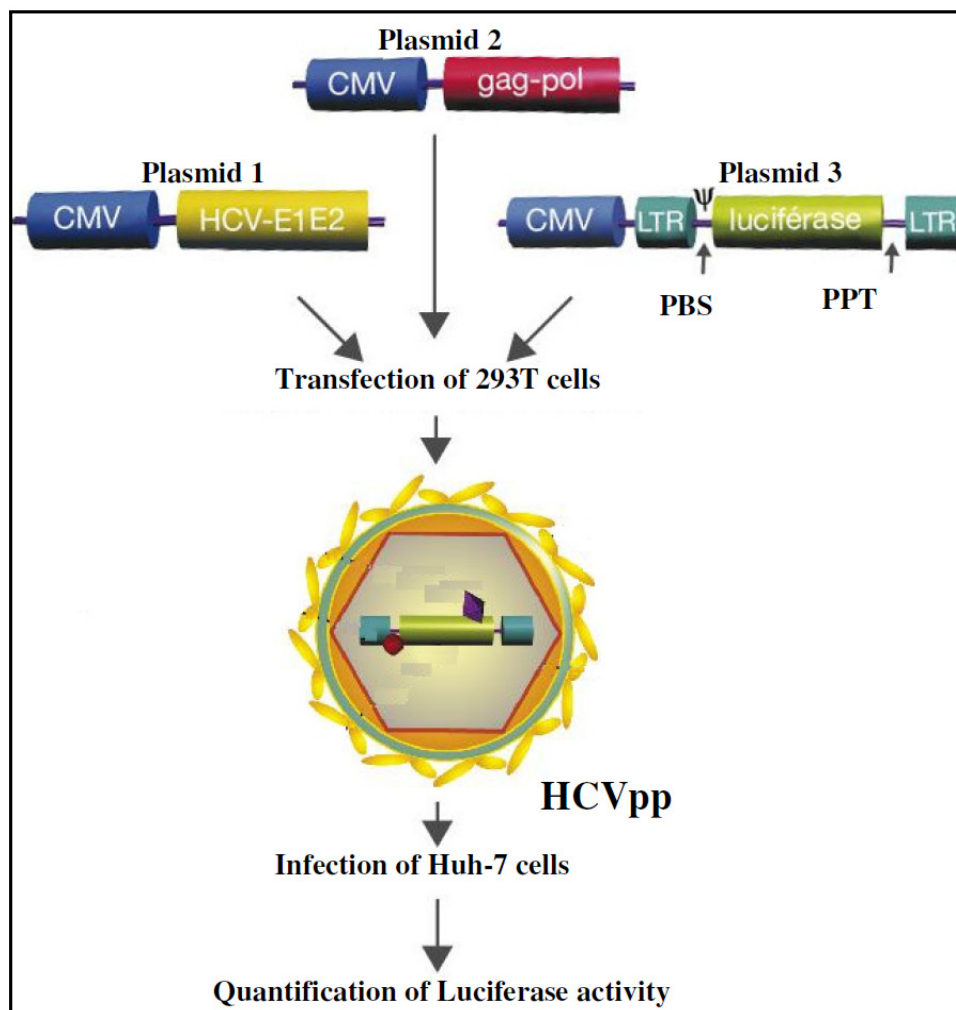 Plasmid 2
CMV gag-pol
Plasmid 1
CMV HCV-E1E2
Plasmid 3
CMV LTR Ψ luciférase LTR
PBS PPT
Transfection of 293T cells
HCVpp
Infection of Huh-7 cells
Quantification of Luciferase activity